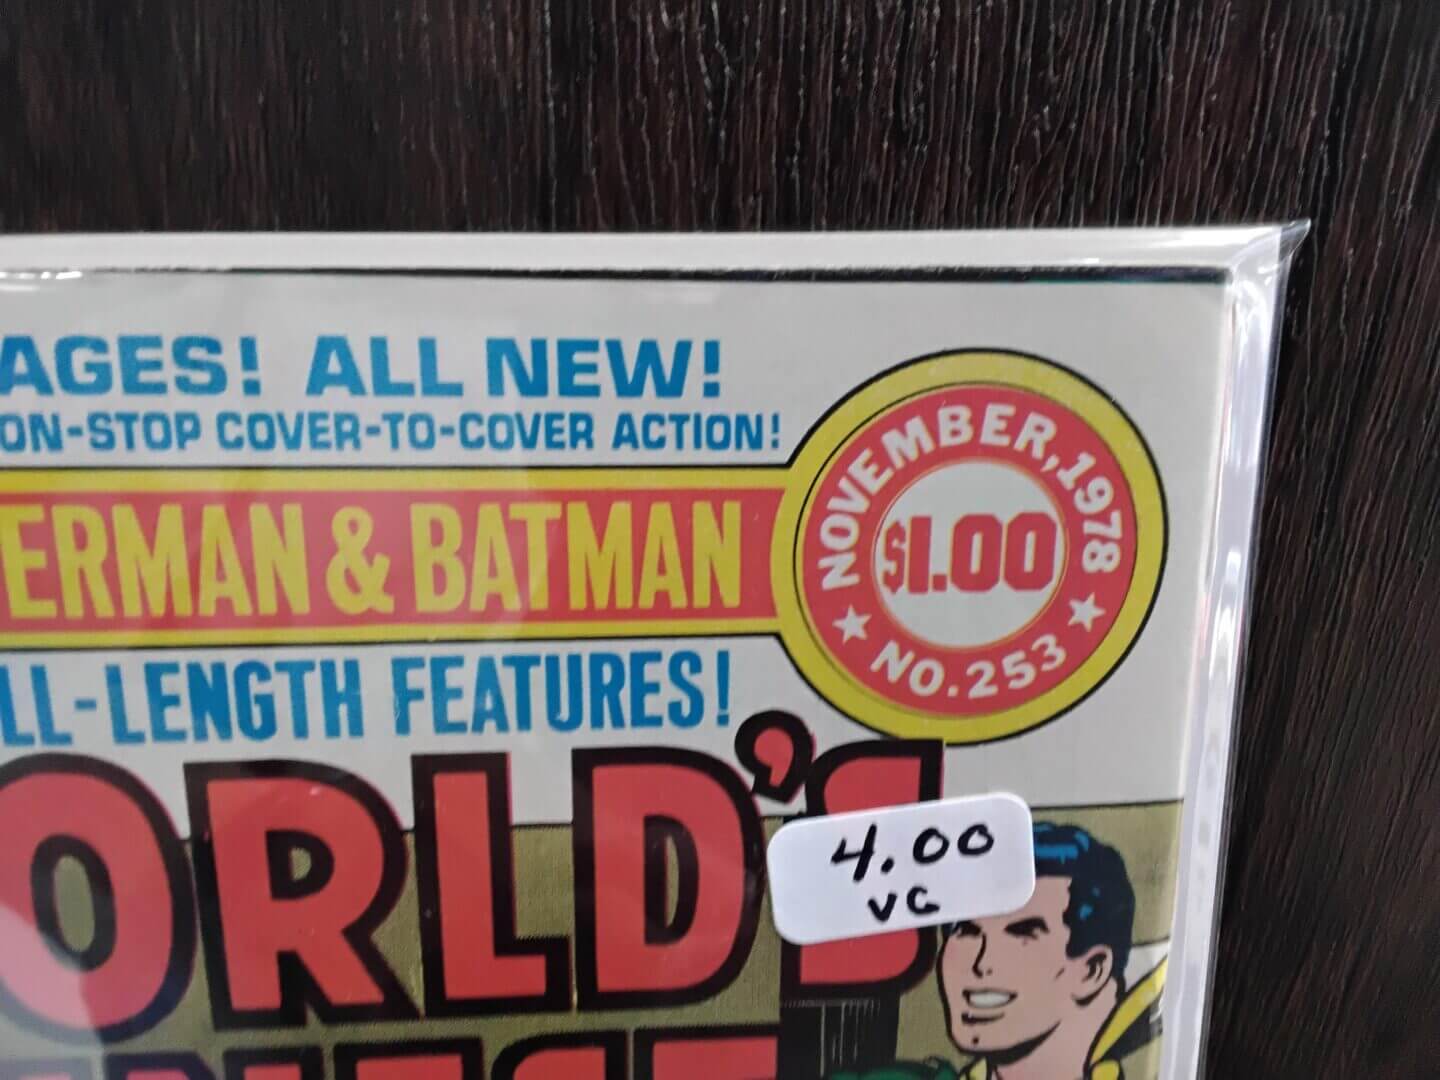 AGES! ALL NEW!
ON-STOP COVER-TO-COVER ACTION!
ERMAN & BATMAN
LL-LENGTH FEATURES!
NOVEMBER, 1978
$1.00
NO. 253
ORLD'S
4.00
VG